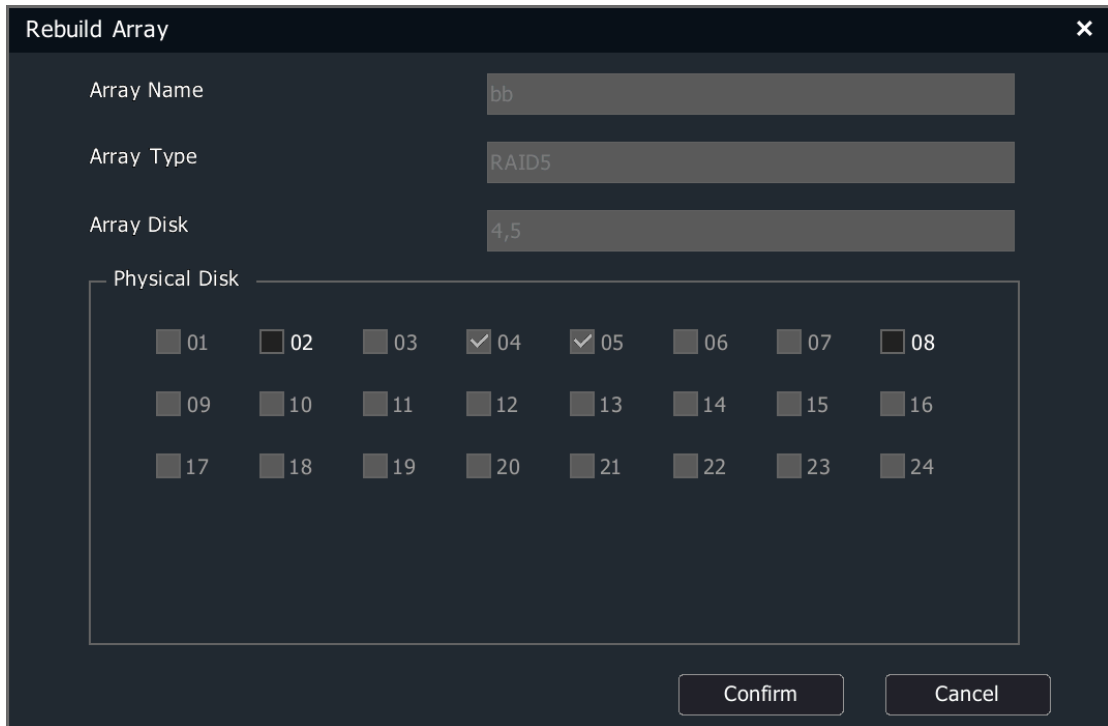 Rebuild Array ×
Array Name bb
Array Type RAID5
Array Disk 4,5
Physical Disk
01 02 03 04 05 06 07 08
09 10 11 12 13 14 15 16
17 18 19 20 21 22 23 24
Confirm Cancel